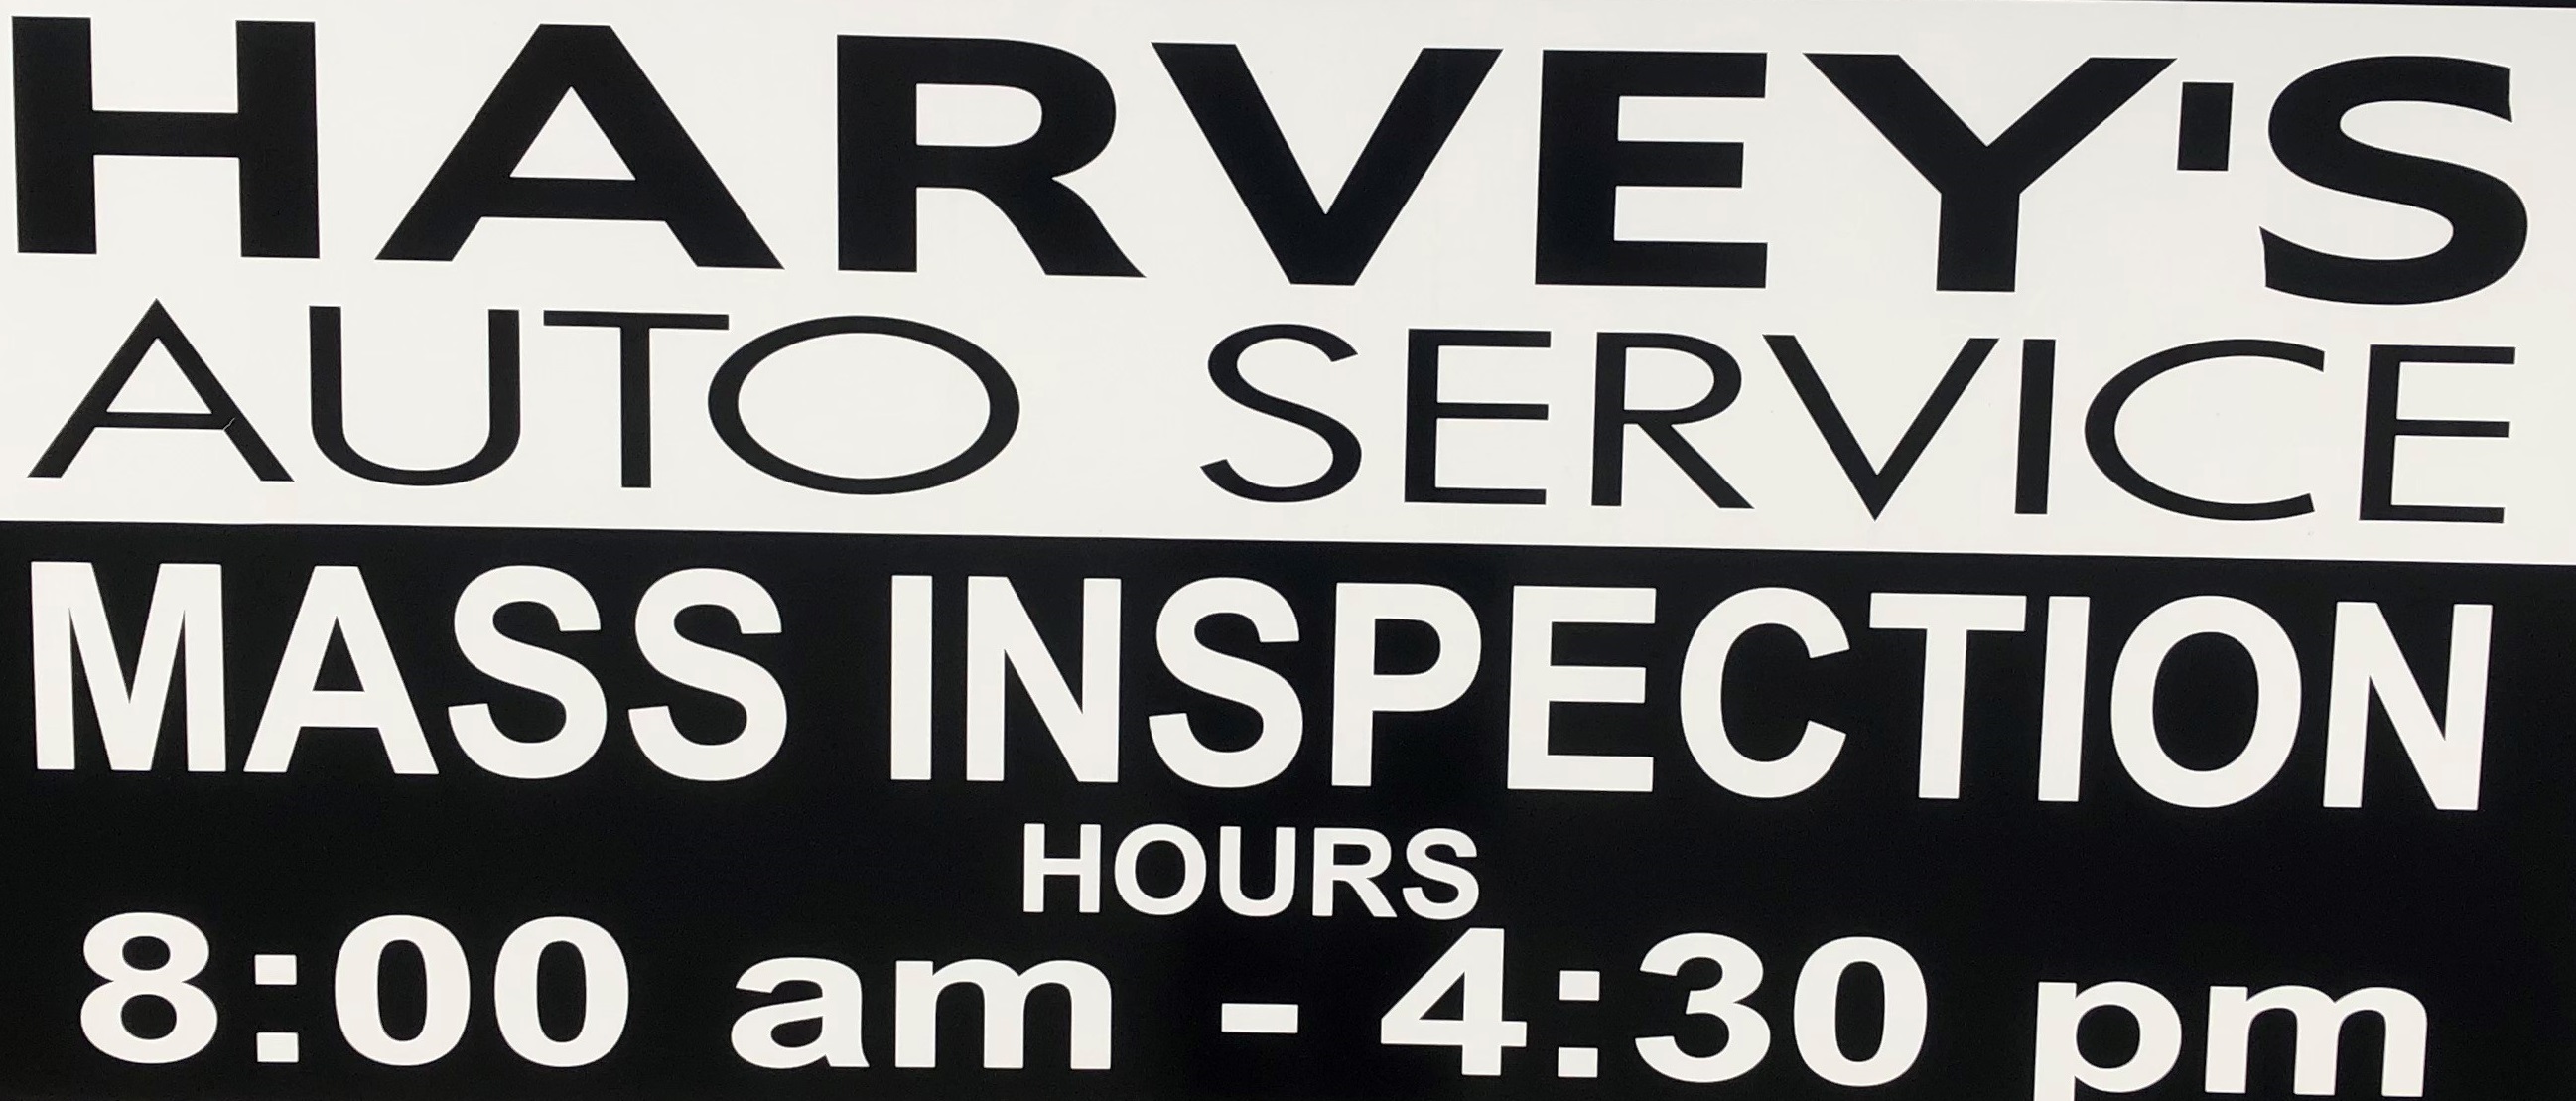 HARVEY'S
AUTO SERVICE
MASS INSPECTION
HOURS
8:00 am - 4:30 pm